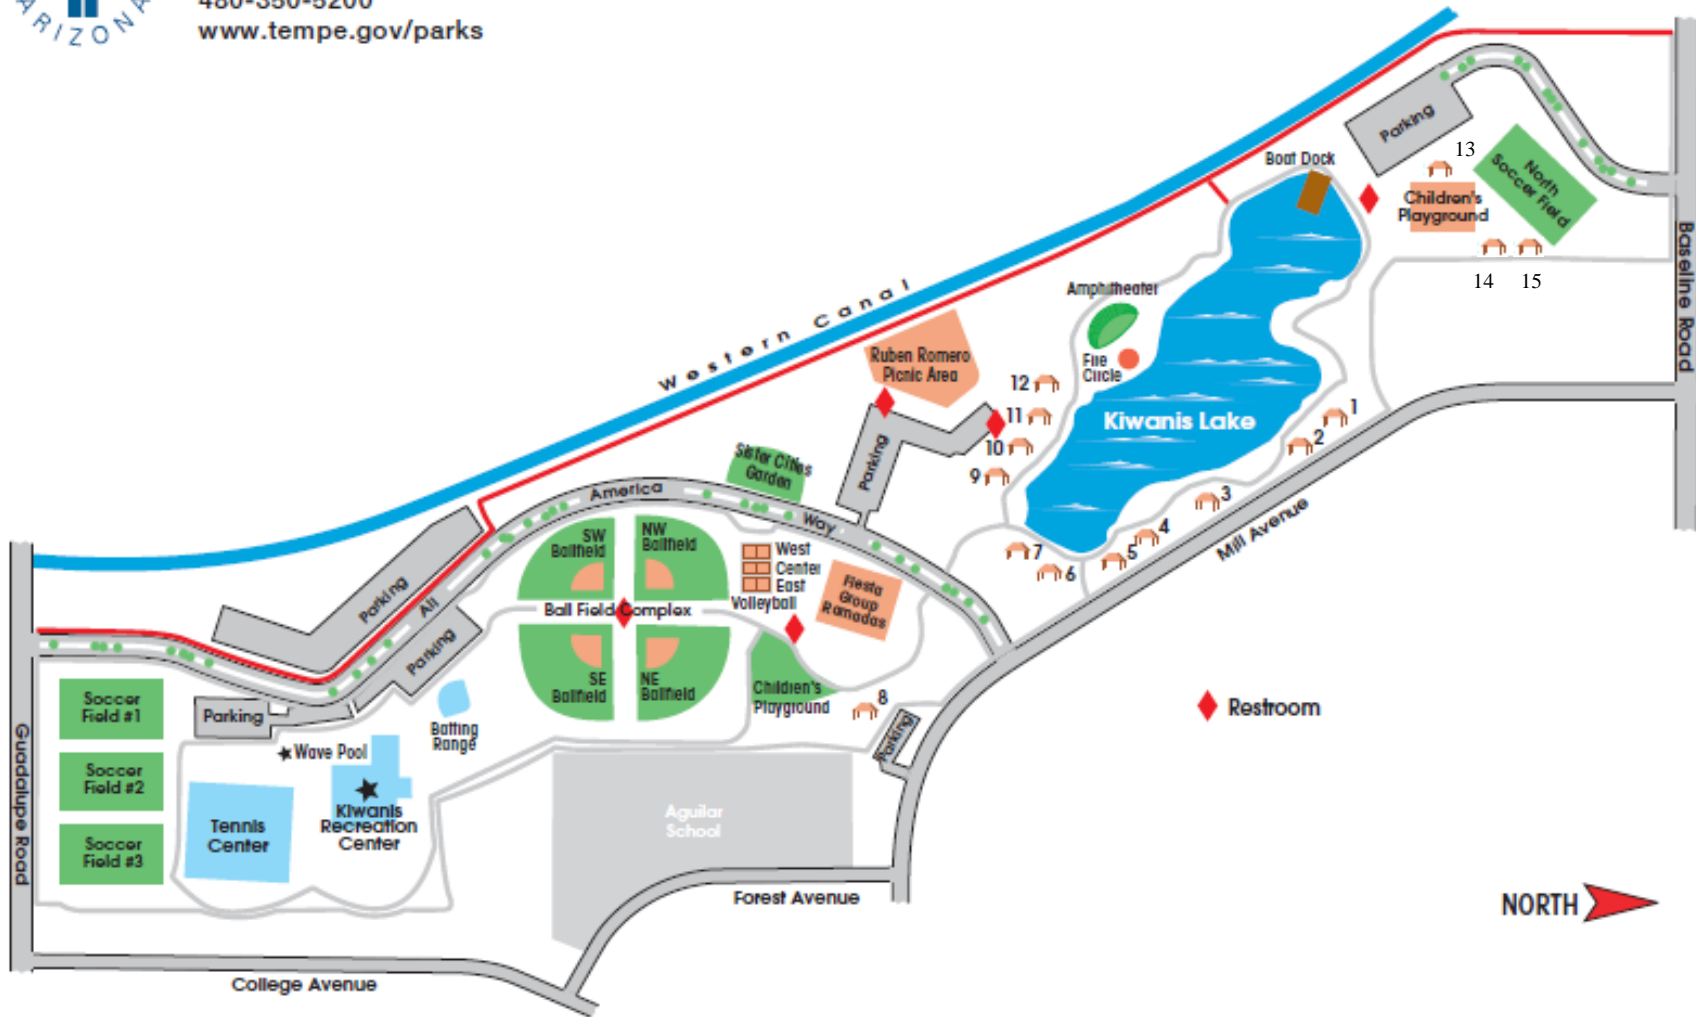 ARIZONA
480-350-5200
www.tempe.gov/parks
Parking
Boat Dock
13
North
Soccer Field
Children's
Playground
14
15
Baseline Road
Western Canal
Amphitheater
Fire
Circle
Ruben Romero
Picnic Area
12
11
10
9
Kiwanis Lake
1
2
3
4
5
6
7
Mill Avenue
Parking
Sister Cities
Garden
All America Way
SW
Ballfield
NW
Ballfield
West
Center
East
Volleyball
Fiesta
Group
Ramadas
Ball Field Complex
SE
Ballfield
NE
Ballfield
Children's
Playground
8
Parking
Parking
Parking
Parking
Batting
Range
Soccer
Field #1
Soccer
Field #2
Soccer
Field #3
Wave Pool
Kiwanis
Recreation
Center
Tennis
Center
Guadalupe Road
Aguilar
School
Forest Avenue
College Avenue
Restroom
NORTH